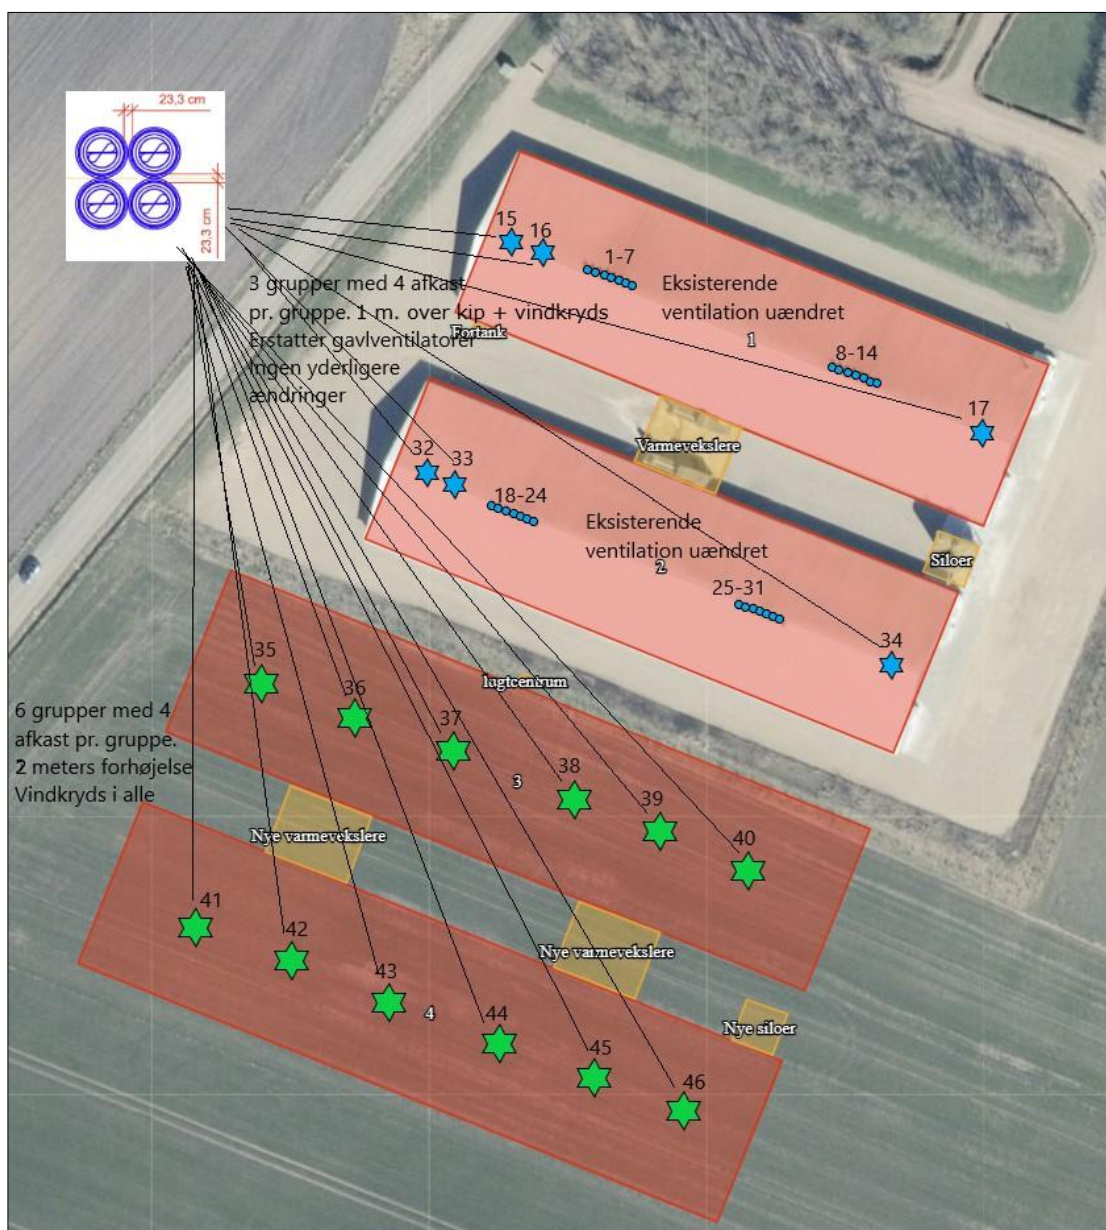 23,3 cm
23,3 cm
15
16
1-7
Eksisterende
ventilation uændret
1
8-14
17
3 grupper med 4 afkast
pr. gruppe. 1 m. over kip + vindkryds
Erstatter gavlventilatorer
Ingen yderligere
ændringer
Fortank
Varmevekslere
Siloer
32
33
18-24
Eksisterende
ventilation uændret
2
25-31
34
35
36
37
lugtcentrum
3
38
39
40
6 grupper med 4
afkast pr. gruppe.
2 meters forhøjelse
Vindkryds i alle
Nye varmevekslere
Nye varmevekslere
Nye siloer
41
42
43
4
44
45
46